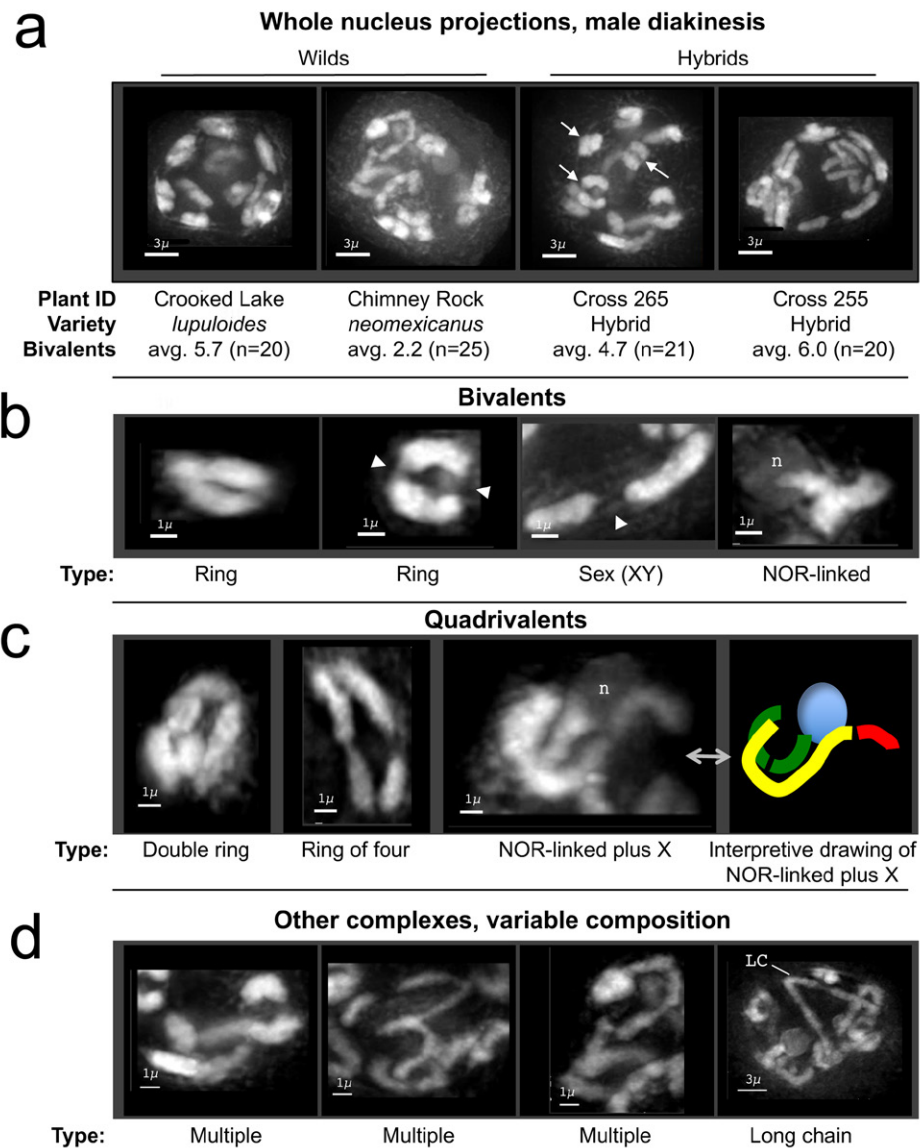 a
Whole nucleus projections, male diakinesis
Wilds Hybrids
3μ 3μ 3μ 3μ
Plant ID Crooked Lake Chimney Rock Cross 265 Cross 255
Variety lupuloides neomexicanus Hybrid Hybrid
Bivalents avg. 5.7 (n=20) avg. 2.2 (n=25) avg. 4.7 (n=21) avg. 6.0 (n=20)
b
Bivalents
n
1μ 1μ 1μ 1μ
Type: Ring Ring Sex (XY) NOR-linked
c
Quadrivalents
n
1μ 1μ 1μ
Type: Double ring Ring of four NOR-linked plus X Interpretive drawing of
NOR-linked plus X
d
Other complexes, variable composition
LC
1μ 1μ 1μ 3μ
Type: Multiple Multiple Multiple Long chain